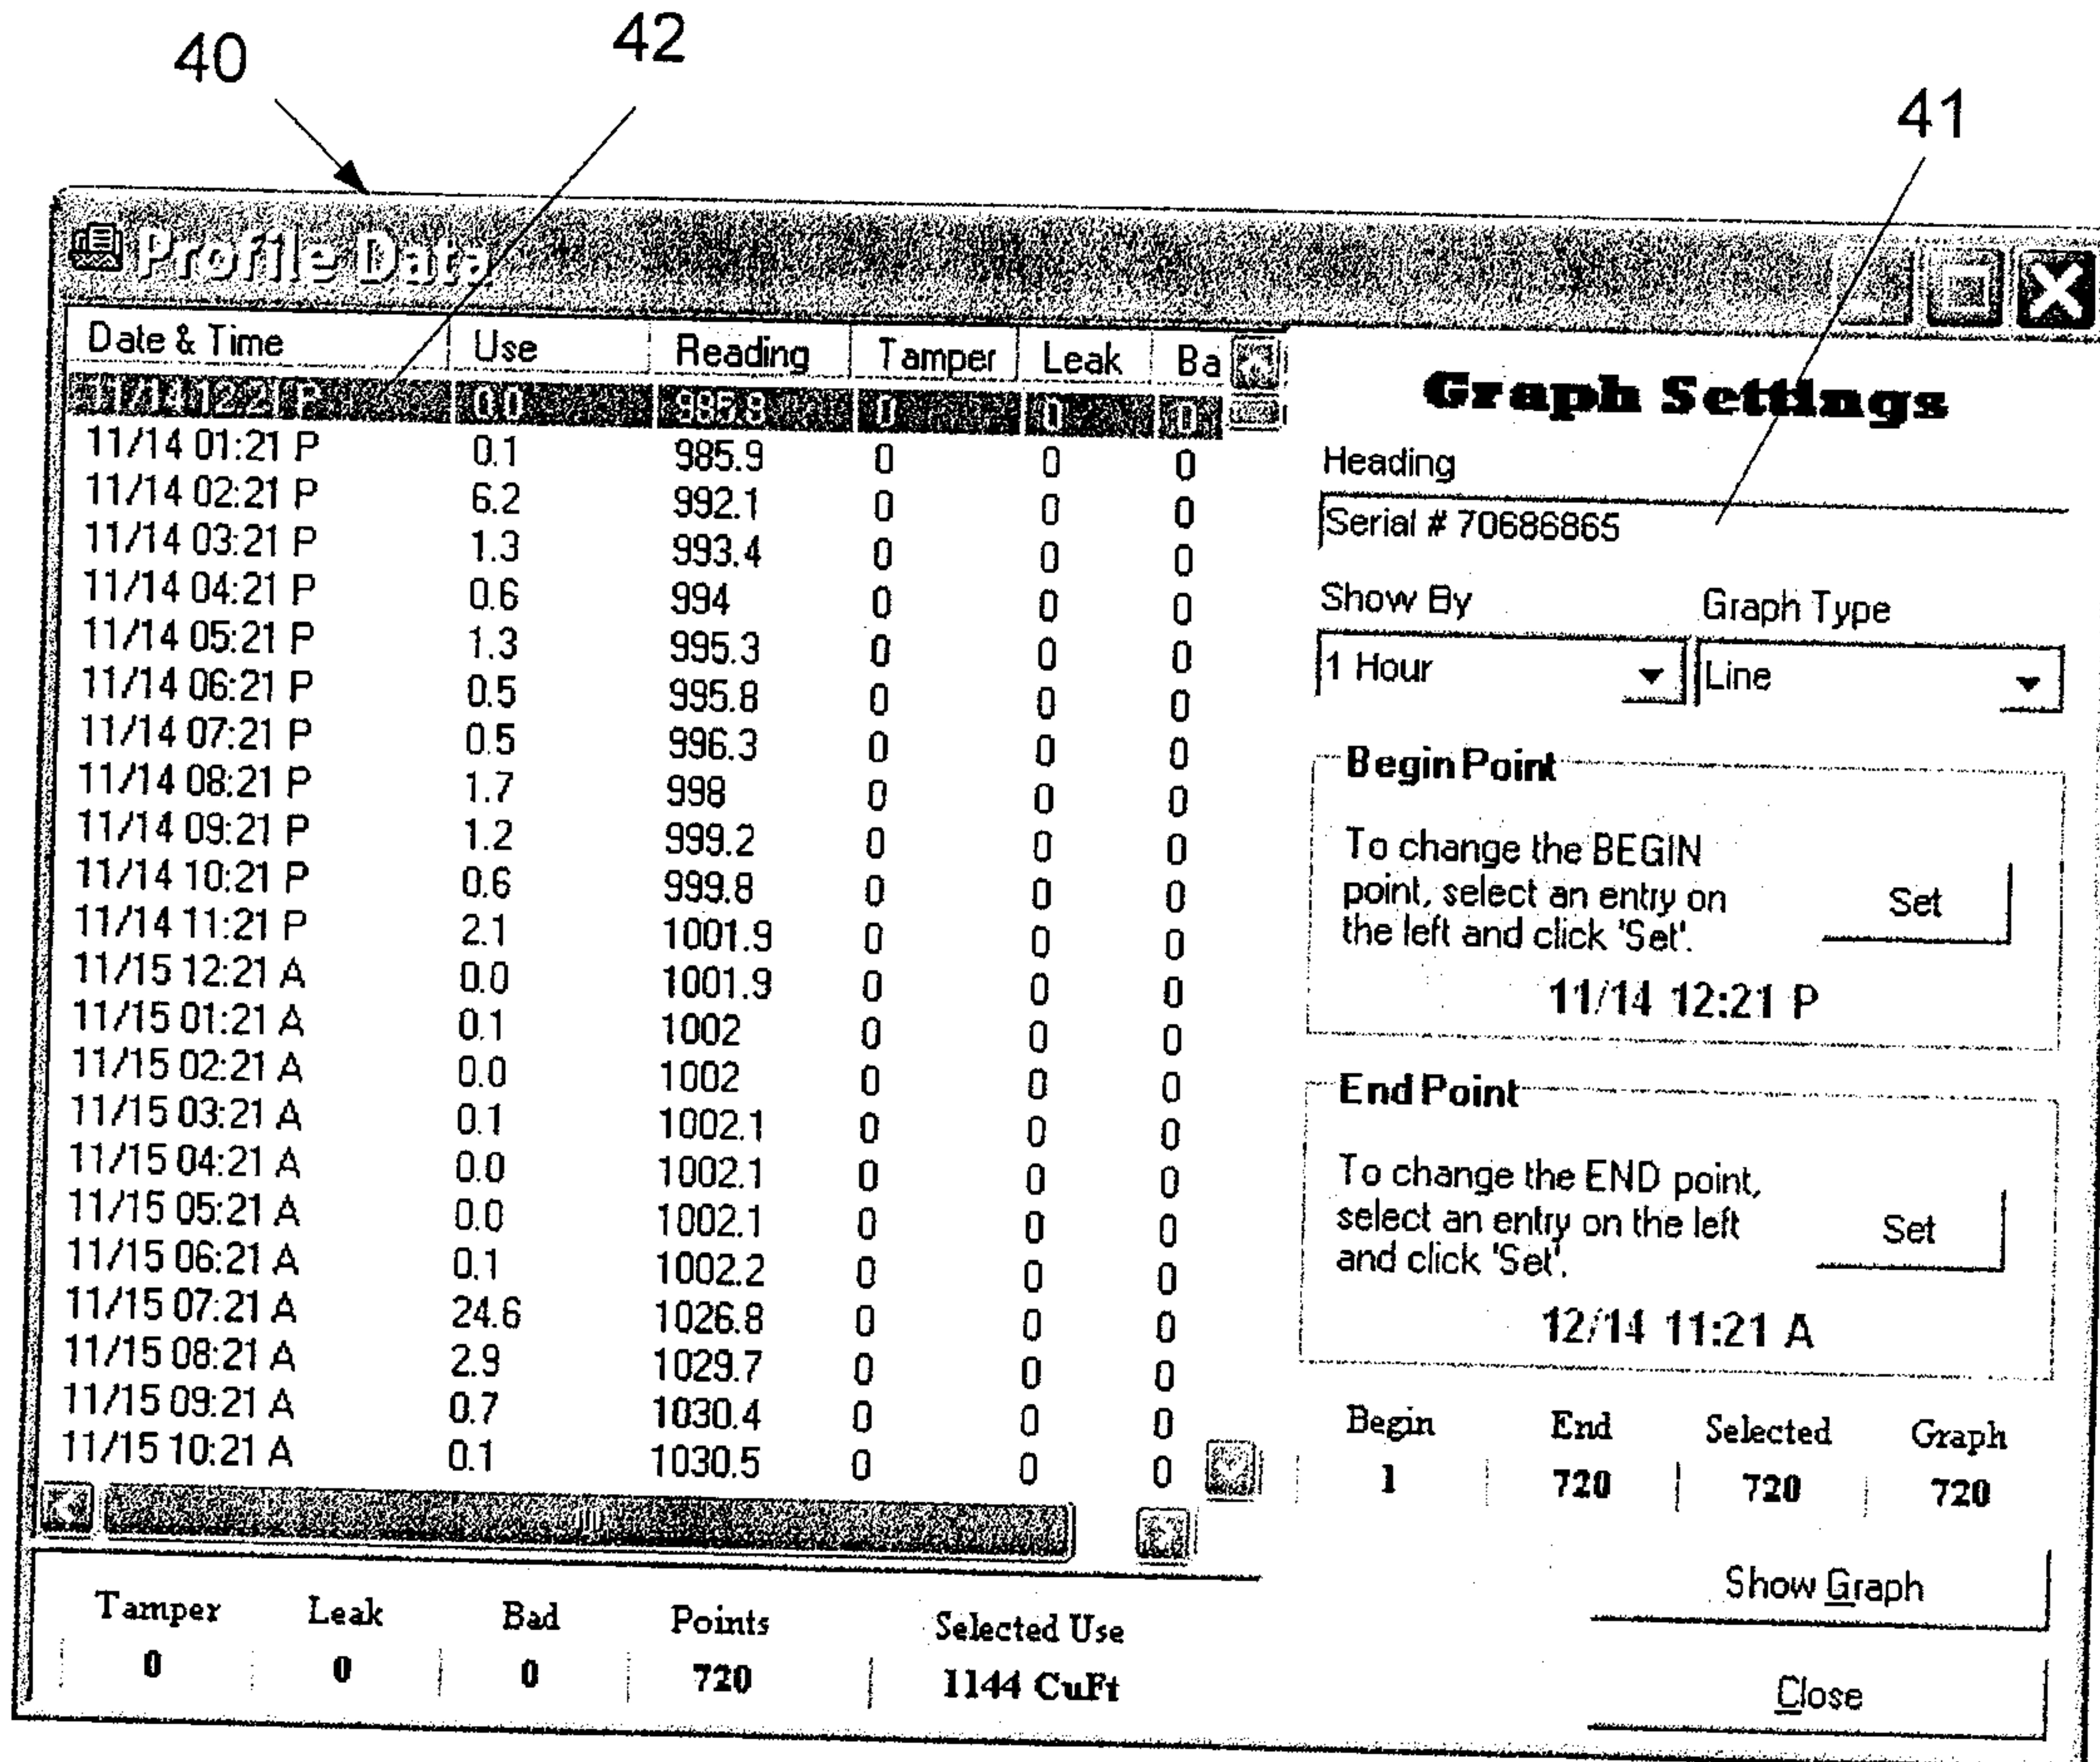 40
42
41
Profile Data
Date & Time Use Reading Tamper Leak Ba
11/14 12:21 P 0.0 985.8 0 0 0
11/14 01:21 P 0.1 985.9 0 0 0
11/14 02:21 P 6.2 992.1 0 0 0
11/14 03:21 P 1.3 993.4 0 0 0
11/14 04:21 P 0.6 994 0 0 0
11/14 05:21 P 1.3 995.3 0 0 0
11/14 06:21 P 0.5 995.8 0 0 0
11/14 07:21 P 0.5 996.3 0 0 0
11/14 08:21 P 1.7 998 0 0 0
11/14 09:21 P 1.2 999.2 0 0 0
11/14 10:21 P 0.6 999.8 0 0 0
11/14 11:21 P 2.1 1001.9 0 0 0
11/15 12:21 A 0.0 1001.9 0 0 0
11/15 01:21 A 0.1 1002 0 0 0
11/15 02:21 A 0.0 1002 0 0 0
11/15 03:21 A 0.1 1002.1 0 0 0
11/15 04:21 A 0.0 1002.1 0 0 0
11/15 05:21 A 0.0 1002.1 0 0 0
11/15 06:21 A 0.1 1002.2 0 0 0
11/15 07:21 A 24.6 1026.8 0 0 0
11/15 08:21 A 2.9 1029.7 0 0 0
11/15 09:21 A 0.7 1030.4 0 0 0
11/15 10:21 A 0.1 1030.5 0 0 0
Tamper Leak Bad Points Selected Use
0 0 0 720 1144 CuFt
Graph Settings
Heading
Serial # 70686865
Show By Graph Type
1 Hour Line
Begin Point
To change the BEGIN
point, select an entry on
the left and click 'Set'.
Set
11/14 12:21 P
End Point
To change the END point,
select an entry on the left
and click 'Set'.
Set
12/14 11:21 A
Begin End Selected Graph
1 720 720 720
Show Graph
Close